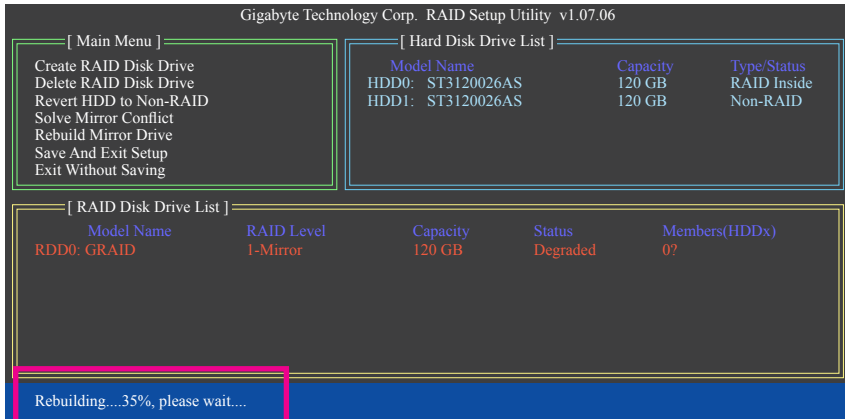 Gigabyte Technology Corp. RAID Setup Utility v1.07.06
[ Main Menu ]
Create RAID Disk Drive
Delete RAID Disk Drive
Revert HDD to Non-RAID
Solve Mirror Conflict
Rebuild Mirror Drive
Save And Exit Setup
Exit Without Saving
[ Hard Disk Drive List ]
Model Name Capacity Type/Status
HDD0: ST3120026AS 120 GB RAID Inside
HDD1: ST3120026AS 120 GB Non-RAID
[ RAID Disk Drive List ]
Model Name RAID Level Capacity Status Members(HDDx)
RDD0: GRAID 1-Mirror 120 GB Degraded 0?
Rebuilding....35%, please wait....